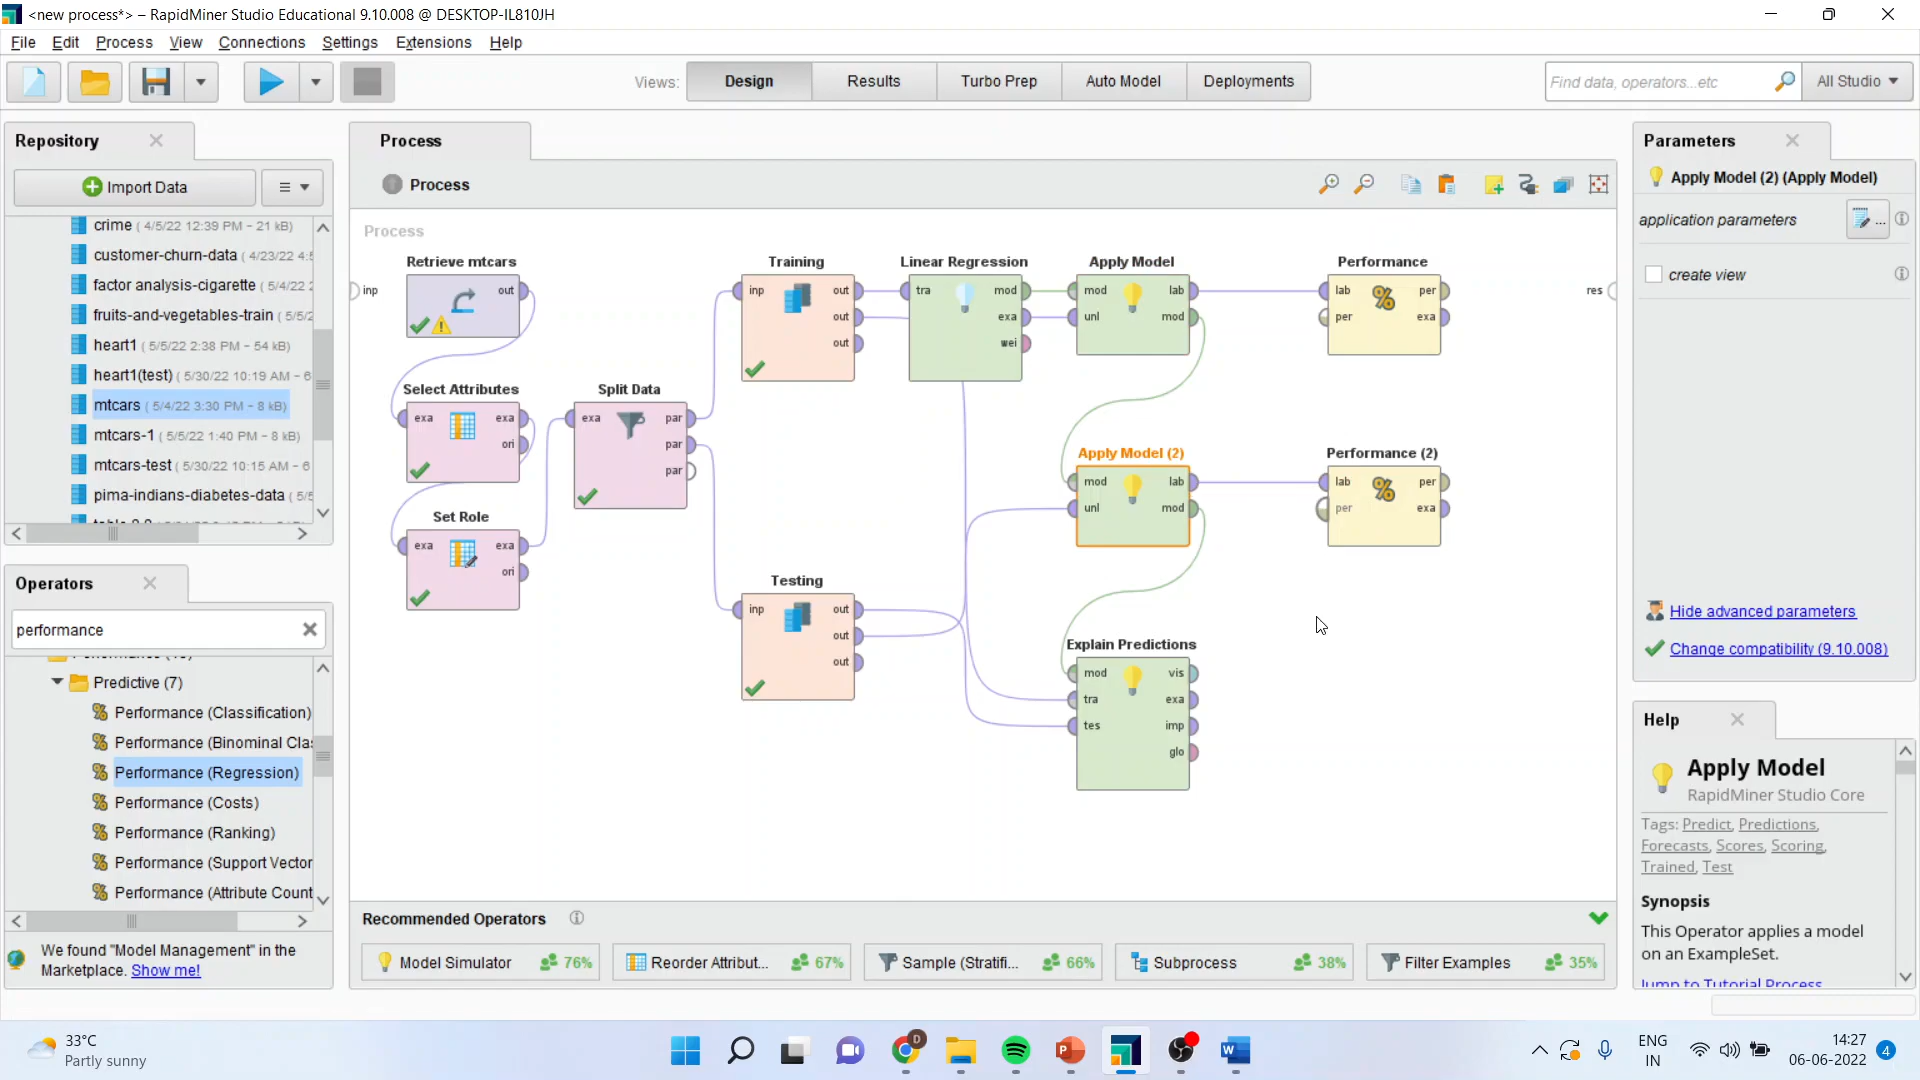 <new process*> – RapidMiner Studio Educational 9.10.008 @ DESKTOP-IL810JH
File Edit Process View Connections Settings Extensions Help
Views: Design Results Turbo Prep Auto Model Deployments
Find data, operators...etc
All Studio
Repository
Import Data
crime ( 4/5/22 12:39 PM – 21 kB)
customer-churn-data ( 4/23/22 4:
factor analysis-cigarette ( 5/4/22
fruits-and-vegetables-train ( 5/5/
heart1 ( 5/5/22 2:38 PM – 54 kB)
heart1(test) ( 5/30/22 10:19 AM – 6
mtcars ( 5/4/22 3:30 PM – 8 kB)
mtcars-1 ( 5/5/22 1:40 PM – 8 kB)
mtcars-test ( 5/30/22 10:15 AM – 6
pima-indians-diabetes-data ( 5/
Operators
performance
Predictive (7)
Performance (Classification)
Performance (Binominal Cla
Performance (Regression)
Performance (Costs)
Performance (Ranking)
Performance (Support Vector
Performance (Attribute Count
We found "Model Management" in the
Marketplace. Show me!
Process
Process
Process
inp
res
Retrieve mtcars
out
Select Attributes
exa exa
ori
Set Role
exa exa
ori
Split Data
exa par
par
par
Training
inp out
out
out
Testing
inp out
out
out
Linear Regression
tra mod
exa
wei
Apply Model
mod lab
unl mod
Performance
lab per
per exa
Apply Model (2)
mod lab
unl mod
Performance (2)
lab per
per exa
Explain Predictions
mod vis
tra exa
tes imp
glo
Recommended Operators
Model Simulator 76%
Reorder Attribut... 67%
Sample (Stratifi... 66%
Subprocess 38%
Filter Examples 35%
Parameters
Apply Model (2) (Apply Model)
application parameters ...
create view
Hide advanced parameters
Change compatibility (9.10.008)
Help
Apply Model
RapidMiner Studio Core
Tags: Predict, Predictions,
Forecasts, Scores, Scoring,
Trained, Test
Synopsis
This Operator applies a model
on an ExampleSet.
Jump to Tutorial Process
33°C
Partly sunny
D
ENG
IN
14:27
06-06-2022
4